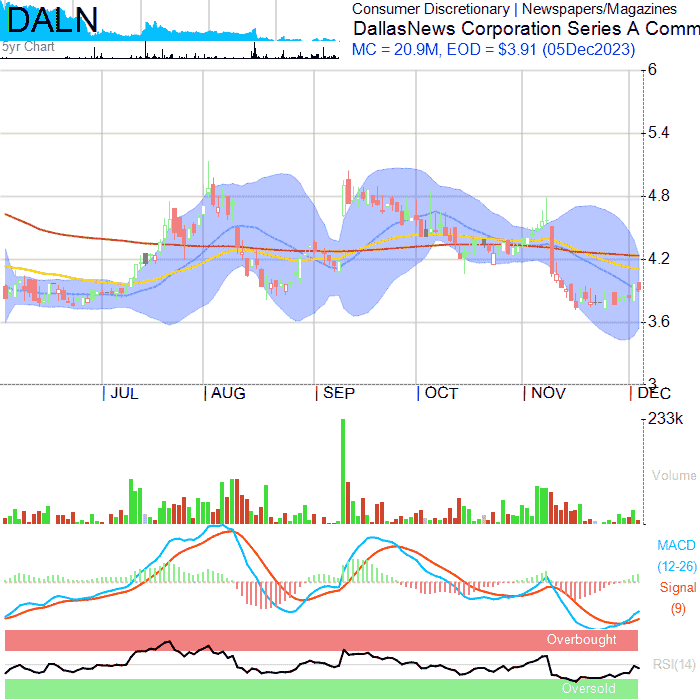 DALN
5yr Chart
Consumer Discretionary | Newspapers/Magazines
DallasNews Corporation Series A Comm
MC = 20.9M, EOD = $3.91 (05Dec2023)
6
5.4
4.8
4.2
3.6
3
JUL AUG SEP OCT NOV DEC
233k
Volume
MACD
(12-26)
Signal
(9)
Overbought
RSI(14)
Oversold